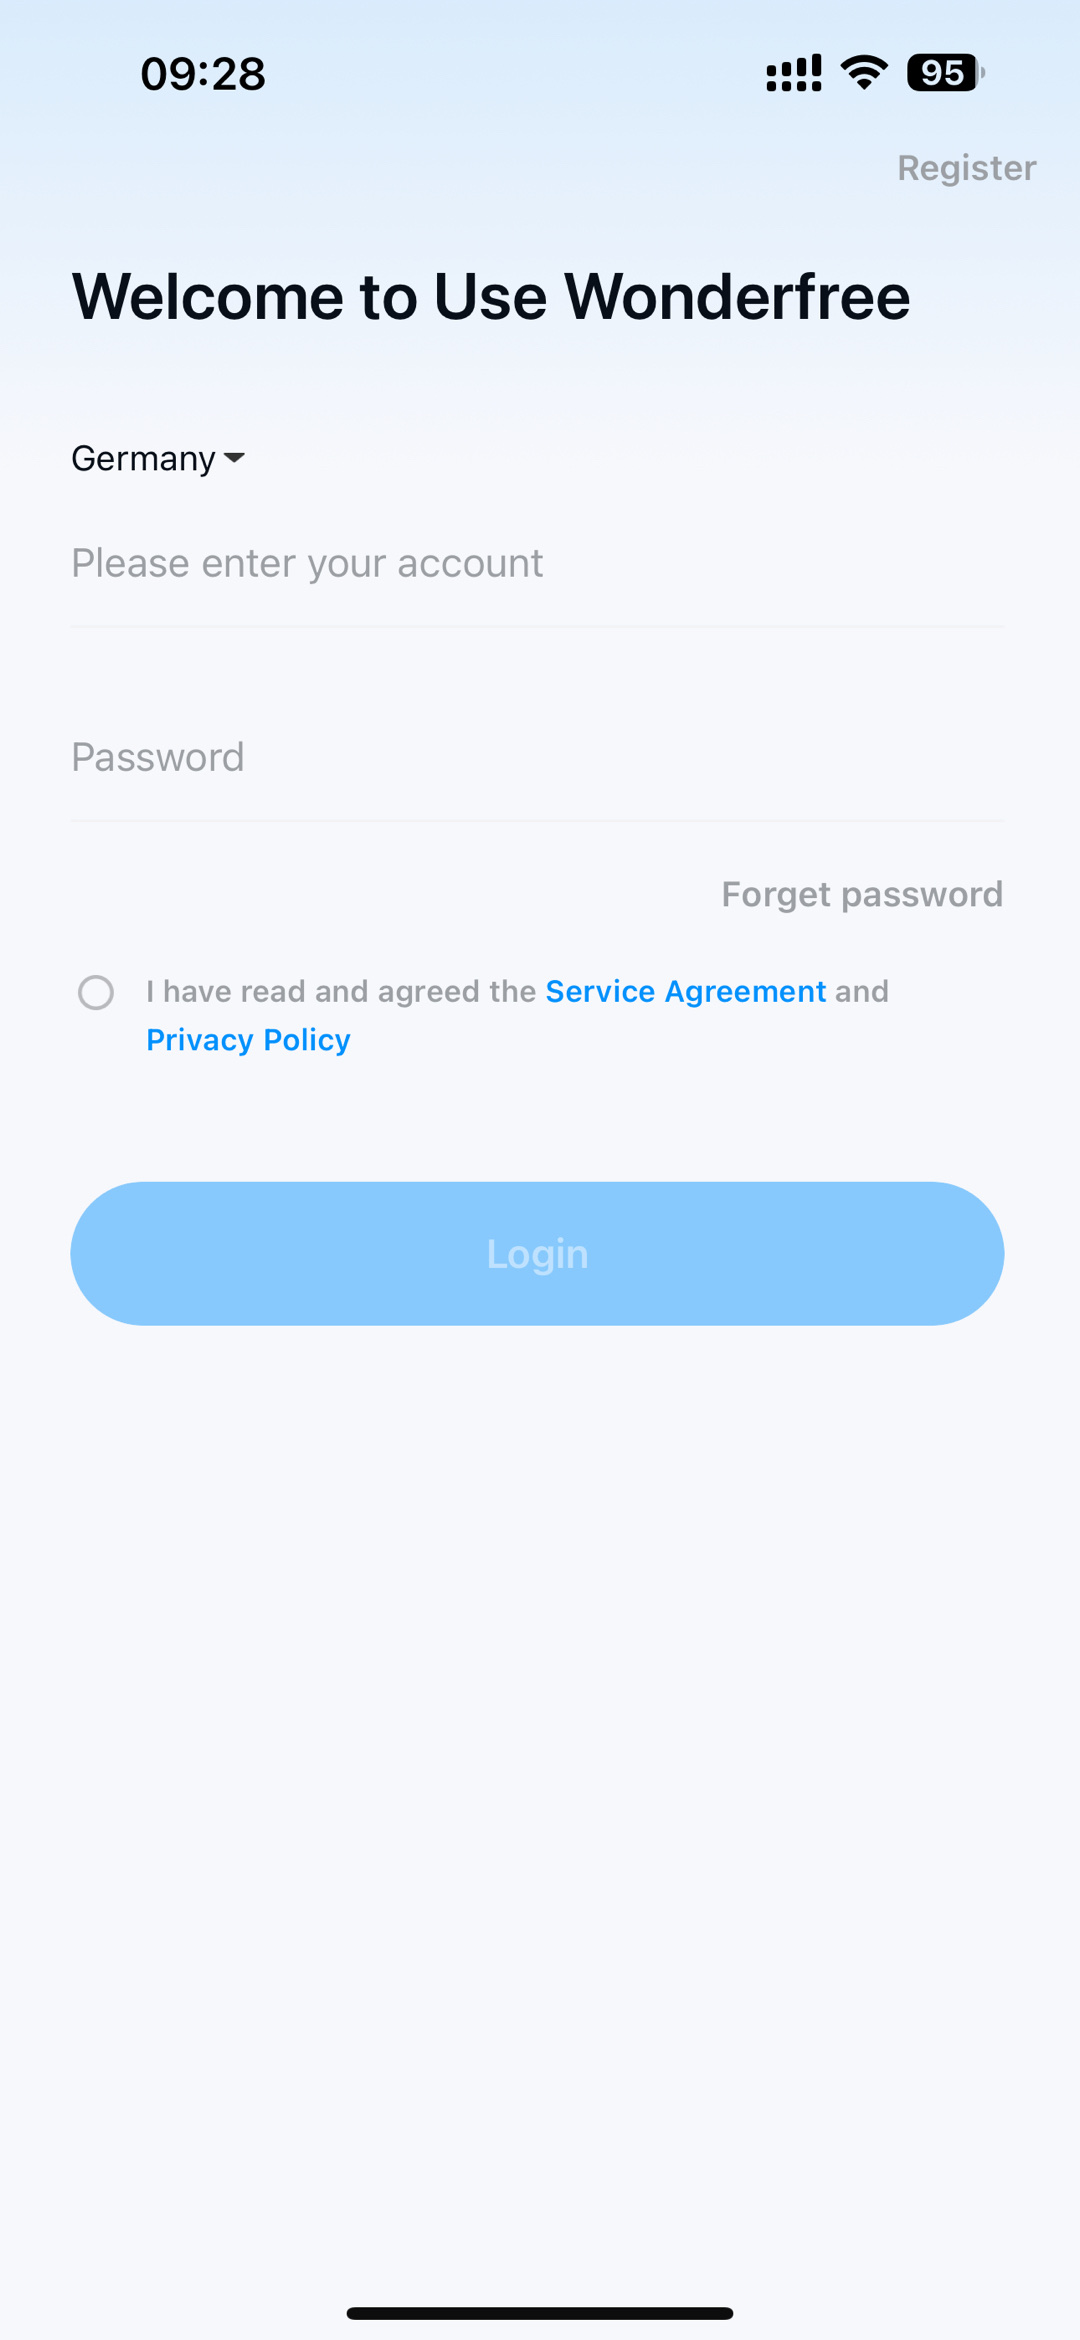 09:28
95
Register
Welcome to Use Wonderfree
Germany
Please enter your account
Password
Forget password
I have read and agreed the Service Agreement and
Privacy Policy
Login